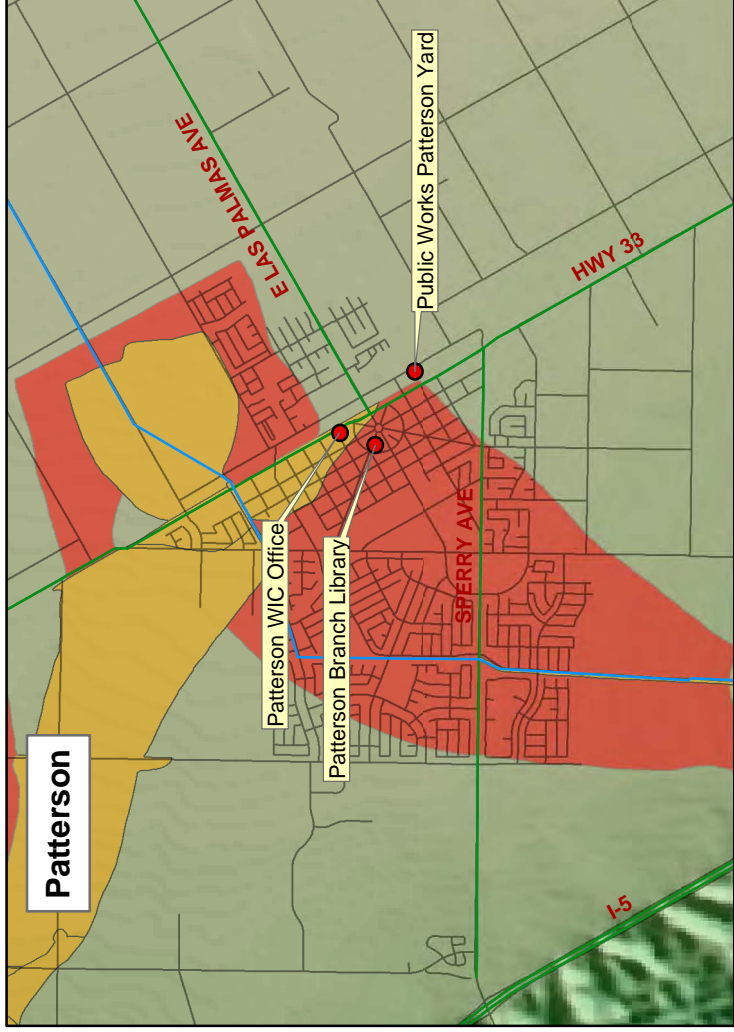 Patterson
E LAS PALMAS AVE
Public Works Patterson Yard
HWY 33
Patterson WIC Office
Patterson Branch Library
SPERRY AVE
I-5